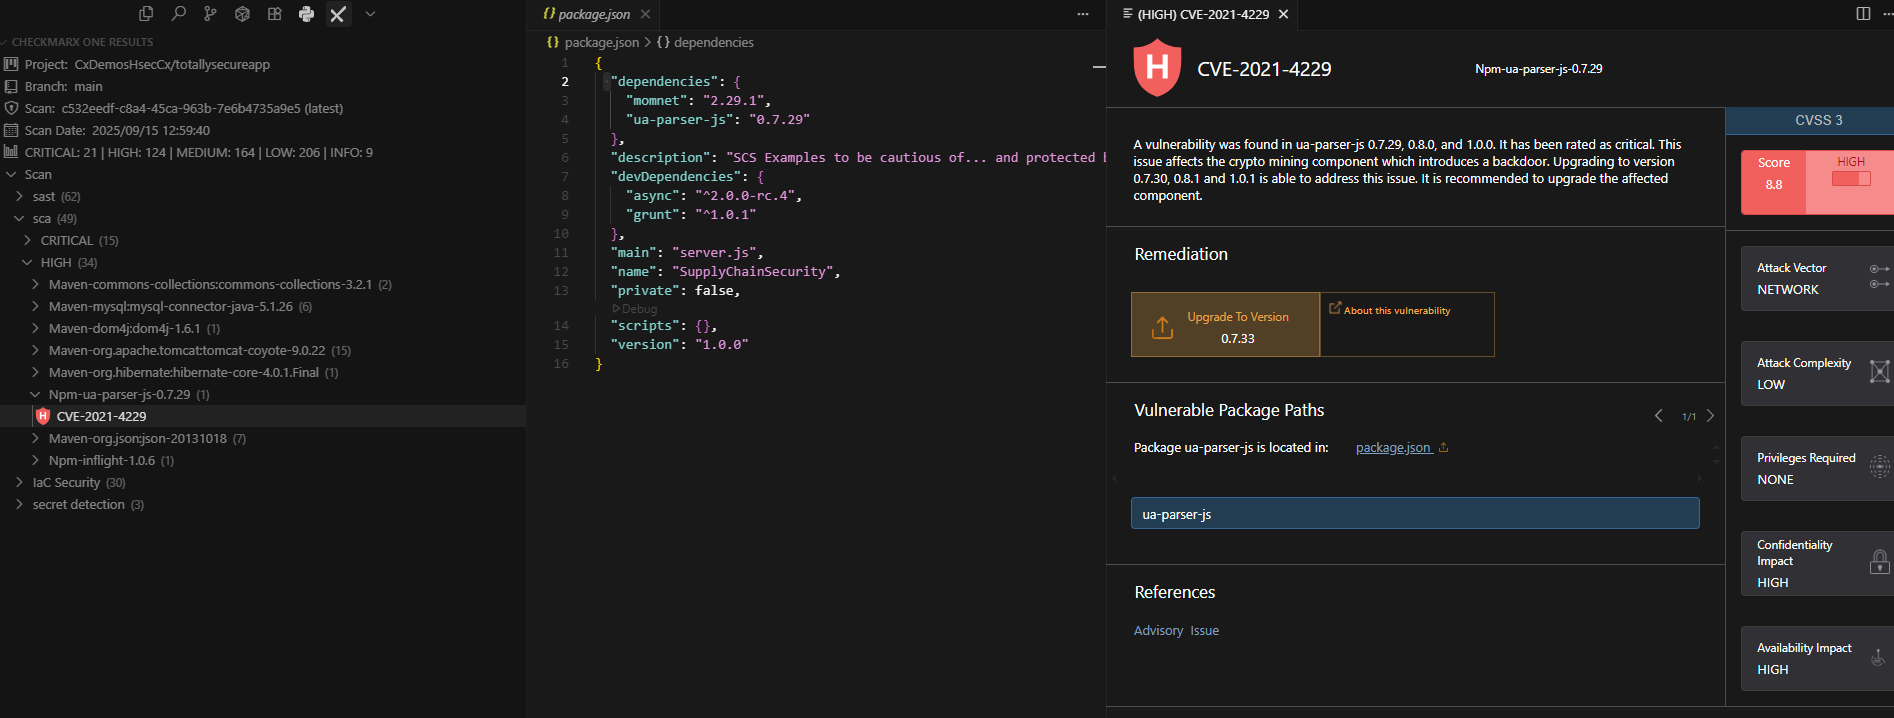 CHECKMARX ONE RESULTS
Project: CxDemosHsecCx/totallysecureapp
Branch: main
Scan: c532eedf-c8a4-45ca-963b-7e6b4735a9e5 (latest)
Scan Date: 2025/09/15 12:59:40
CRITICAL: 21 | HIGH: 124 | MEDIUM: 164 | LOW: 206 | INFO: 9
Scan
sast (62)
sca (49)
CRITICAL (15)
HIGH (34)
Maven-commons-collections:commons-collections-3.2.1 (2)
Maven-mysql:mysql-connector-java-5.1.26 (6)
Maven-dom4j:dom4j-1.6.1 (1)
Maven-org.apache.tomcat:tomcat-coyote-9.0.22 (15)
Maven-org.hibernate:hibernate-core-4.0.1.Final (1)
Npm-ua-parser-js-0.7.29 (1)
H CVE-2021-4229
Maven-org.json:json-20131018 (7)
Npm-inflight-1.0.6 (1)
IaC Security (30)
secret detection (3)
{} package.json
{} package.json > {} dependencies
1 {
2 "dependencies": {
3 "momnet": "2.29.1",
4 "ua-parser-js": "0.7.29"
5 },
6 "description": "SCS Examples to be cautious of... and protected
7 "devDependencies": {
8 "async": "^2.0.0-rc.4",
9 "grunt": "^1.0.1"
10 },
11 "main": "server.js",
12 "name": "SupplyChainSecurity",
13 "private": false,
Debug
14 "scripts": {},
15 "version": "1.0.0"
16 }
(HIGH) CVE-2021-4229
H CVE-2021-4229
Npm-ua-parser-js-0.7.29
A vulnerability was found in ua-parser-js 0.7.29, 0.8.0, and 1.0.0. It has been rated as critical. This
issue affects the crypto mining component which introduces a backdoor. Upgrading to version
0.7.30, 0.8.1 and 1.0.1 is able to address this issue. It is recommended to upgrade the affected
component.
Remediation
Upgrade To Version
0.7.33
About this vulnerability
Vulnerable Package Paths
1/1
Package ua-parser-js is located in: package.json
ua-parser-js
References
Advisory Issue
CVSS 3
Score
8.8
HIGH
Attack Vector
NETWORK
Attack Complexity
LOW
Privileges Required
NONE
Confidentiality
Impact
HIGH
Availability Impact
HIGH